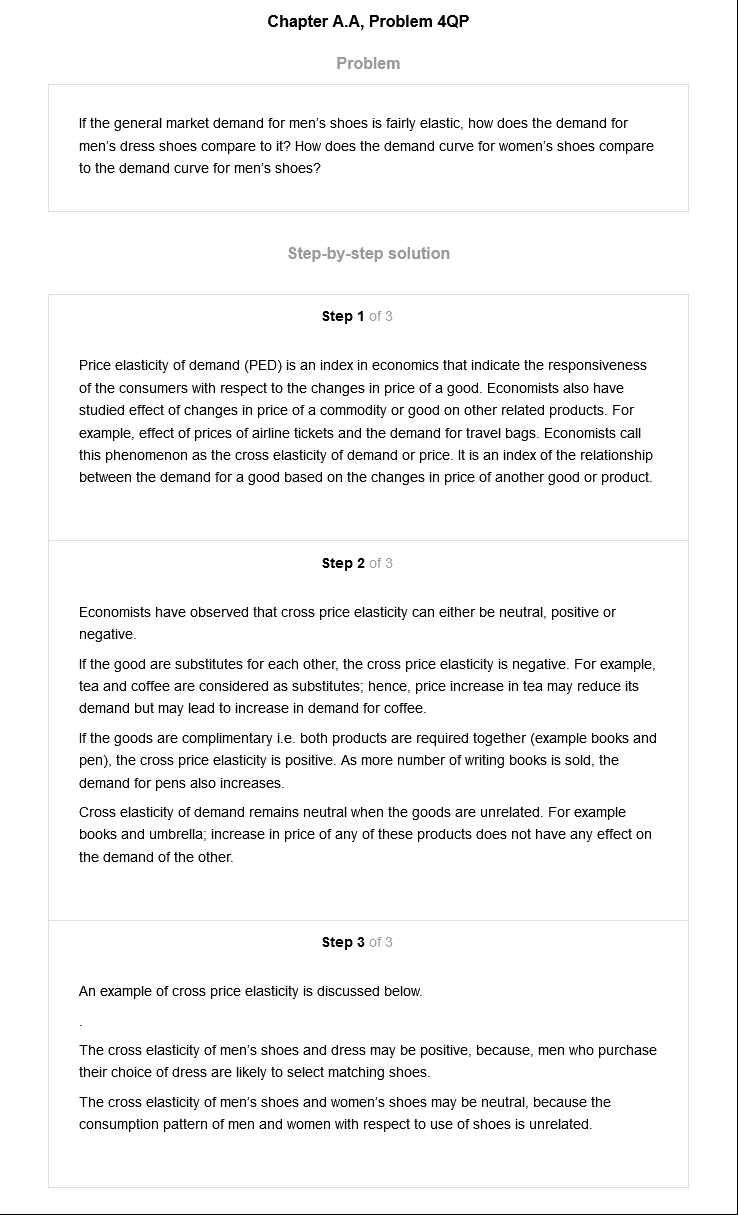 Chapter A.A, Problem 4QP
Problem
If the general market demand for men's shoes is fairly elastic, how does the demand for
men's dress shoes compare to it? How does the demand curve for women's shoes compare
to the demand curve for men's shoes?
Step-by-step solution
Step 1 of 3
Price elasticity of demand (PED) is an index in economics that indicate the responsiveness
of the consumers with respect to the changes in price of a good. Economists also have
studied effect of changes in price of a commodity or good on other related products. For
example, effect of prices of airline tickets and the demand for travel bags. Economists call
this phenomenon as the cross elasticity of demand or price. It is an index of the relationship
between the demand for a good based on the changes in price of another good or product.
Step 2 of 3
Economists have observed that cross price elasticity can either be neutral, positive or
negative.
If the good are substitutes for each other, the cross price elasticity is negative. For example,
tea and coffee are considered as substitutes; hence, price increase in tea may reduce its
demand but may lead to increase in demand for coffee.
If the goods are complimentary i.e. both products are required together (example books and
pen), the cross price elasticity is positive. As more number of writing books is sold, the
demand for pens also increases.
Cross elasticity of demand remains neutral when the goods are unrelated. For example
books and umbrella; increase in price of any of these products does not have any effect on
the demand of the other.
Step 3 of 3
An example of cross price elasticity is discussed below.
.
The cross elasticity of men's shoes and dress may be positive, because, men who purchase
their choice of dress are likely to select matching shoes.
The cross elasticity of men's shoes and women's shoes may be neutral, because the
consumption pattern of men and women with respect to use of shoes is unrelated.